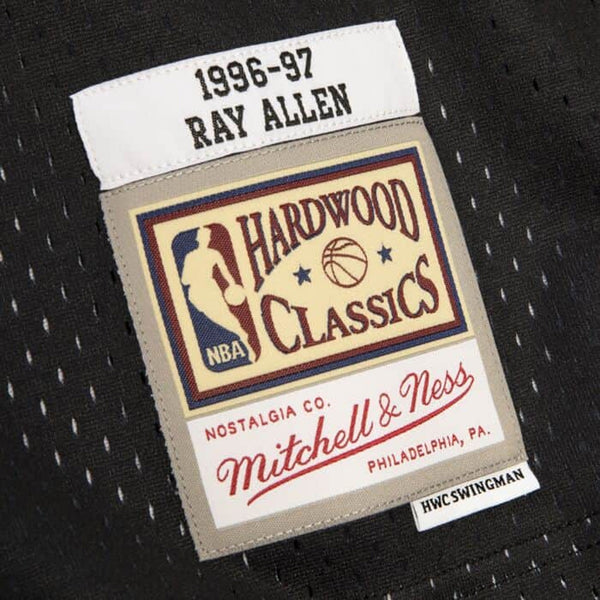 1996-97
RAY ALLEN
HARDWOOD
CLASSICS
NBA
NOSTALGIA CO.
Mitchell & Ness
PHILADELPHIA, PA.
HWC SWINGMAN